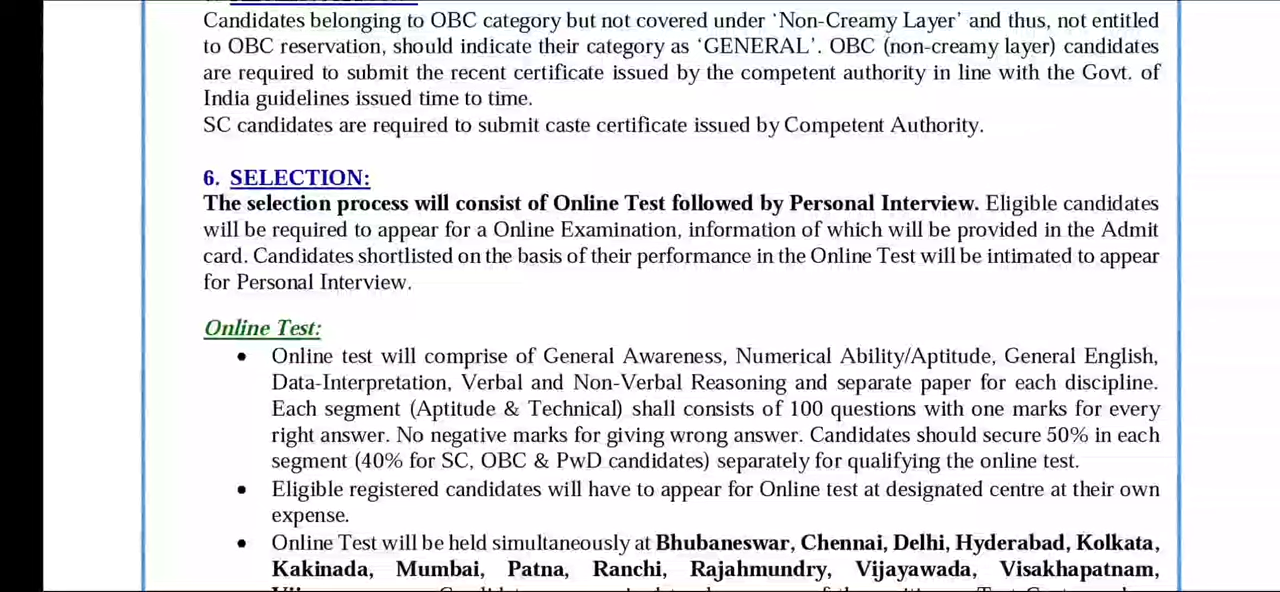 Candidates belonging to OBC category but not covered under ‘Non-Creamy Layer’ and thus, not entitled
to OBC reservation, should indicate their category as ‘GENERAL’. OBC (non-creamy layer) candidates
are required to submit the recent certificate issued by the competent authority in line with the Govt. of
India guidelines issued time to time.
SC candidates are required to submit caste certificate issued by Competent Authority.
6. SELECTION:
The selection process will consist of Online Test followed by Personal Interview. Eligible candidates
will be required to appear for a Online Examination, information of which will be provided in the Admit
card. Candidates shortlisted on the basis of their performance in the Online Test will be intimated to appear
for Personal Interview.
Online Test:
• Online test will comprise of General Awareness, Numerical Ability/Aptitude, General English,
Data-Interpretation, Verbal and Non-Verbal Reasoning and separate paper for each discipline.
Each segment (Aptitude & Technical) shall consists of 100 questions with one marks for every
right answer. No negative marks for giving wrong answer. Candidates should secure 50% in each
segment (40% for SC, OBC & PwD candidates) separately for qualifying the online test.
• Eligible registered candidates will have to appear for Online test at designated centre at their own
expense.
• Online Test will be held simultaneously at Bhubaneswar, Chennai, Delhi, Hyderabad, Kolkata,
Kakinada, Mumbai, Patna, Ranchi, Rajahmundry, Vijayawada, Visakhapatnam,